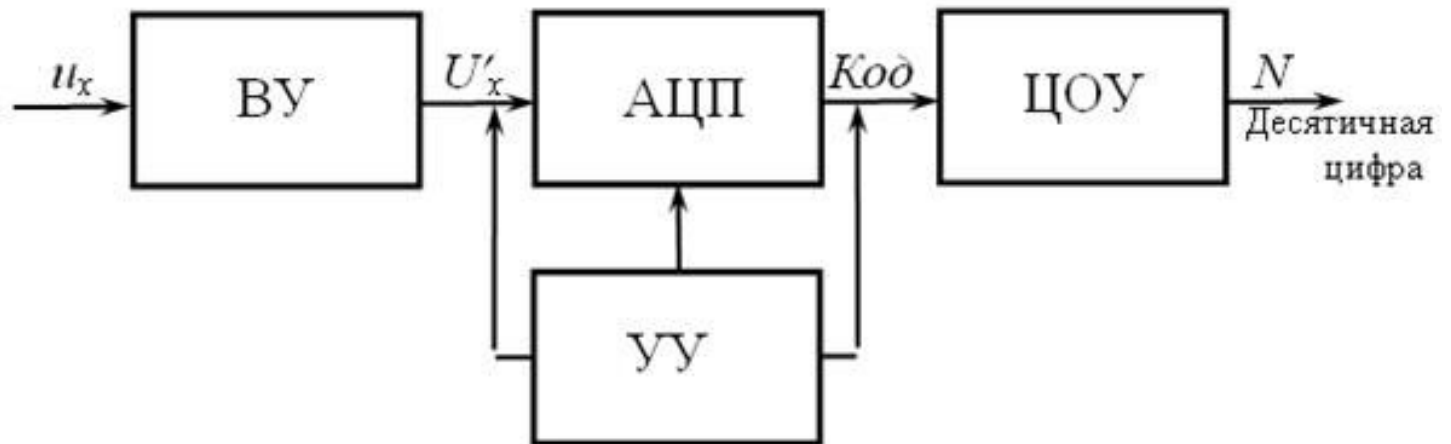 uₓ
ВУ
U′ₓ
АЦП
Код
ЦОУ
N
Десятичная
цифра
УУ